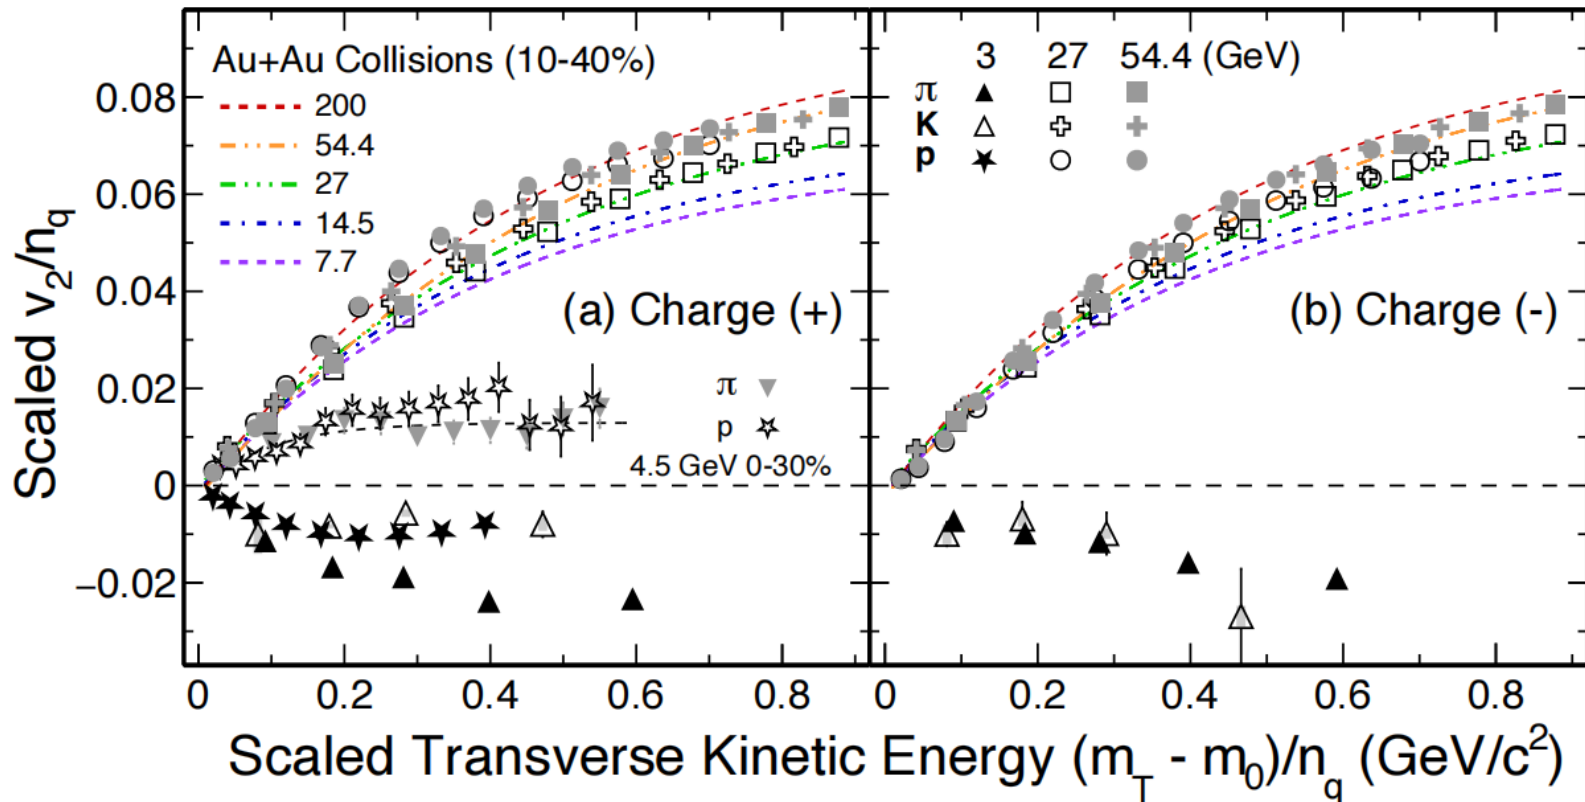 Au+Au Collisions (10-40%)
200
54.4
27
14.5
7.7
(a) Charge (+)
π
p
4.5 GeV 0-30%
3 27 54.4 (GeV)
π
K
p
(b) Charge (-)
Scaled v₂/n_q
0.08
0.06
0.04
0.02
0
−0.02
0 0.2 0.4 0.6 0.8
0 0.2 0.4 0.6 0.8
Scaled Transverse Kinetic Energy (m_T - m₀)/n_q (GeV/c²)